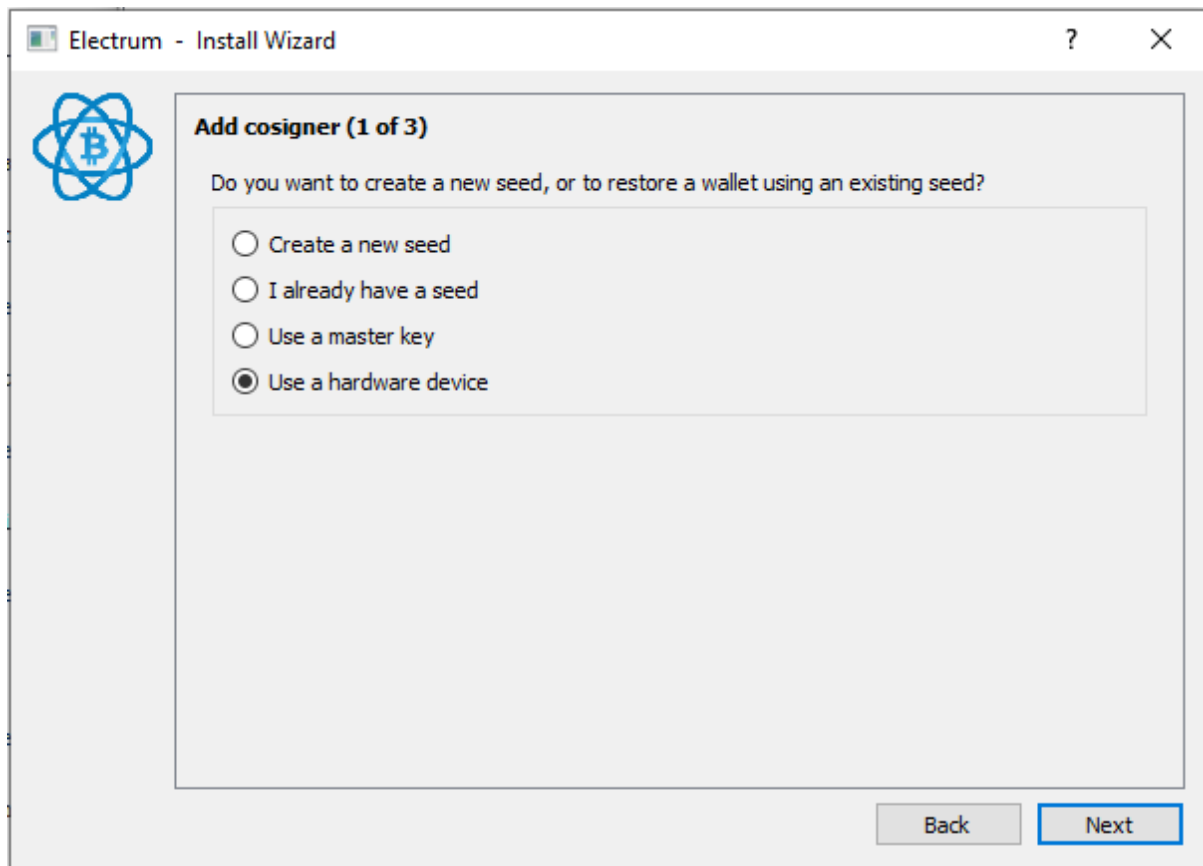 Electrum - Install Wizard
Add cosigner (1 of 3)
Do you want to create a new seed, or to restore a wallet using an existing seed?
Create a new seed
I already have a seed
Use a master key
Use a hardware device
Back Next